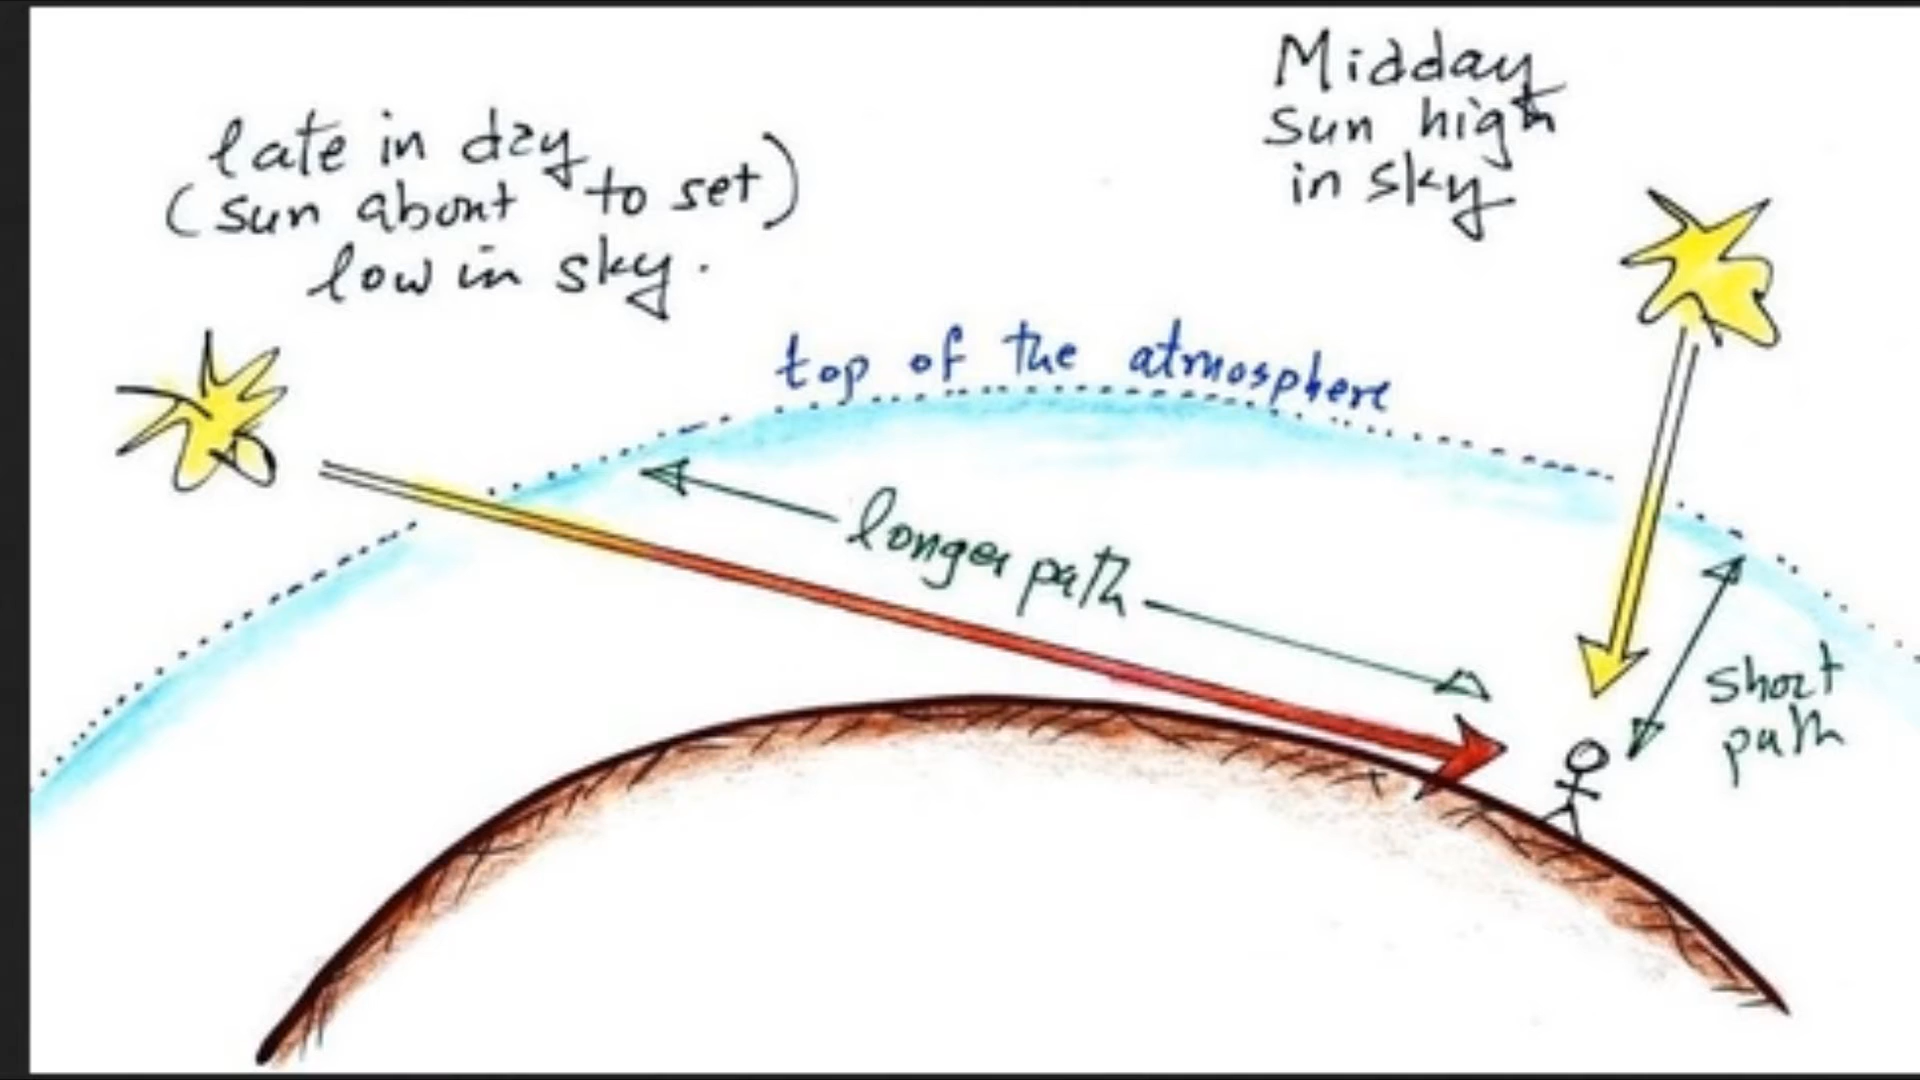 late in day
(sun about to set)
low in sky.
Midday
sun high
in sky
top of the atmosphere
longer path
short
path